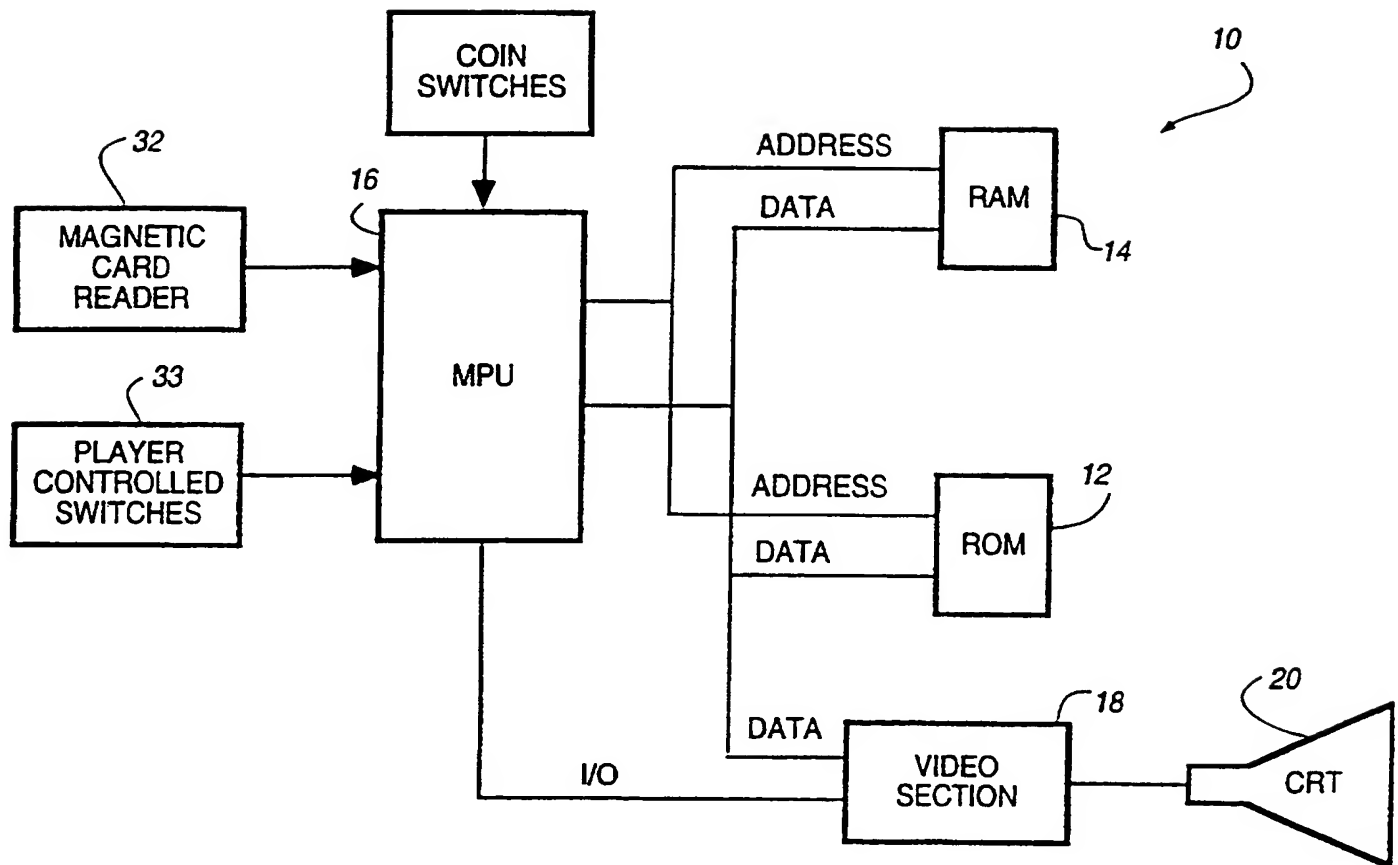 COIN
SWITCHES
10
32
16
ADDRESS
MAGNETIC
CARD
READER
RAM
DATA
14
MPU
33
PLAYER
CONTROLLED
SWITCHES
ADDRESS
12
ROM
DATA
20
18
DATA
VIDEO
SECTION
CRT
I/O